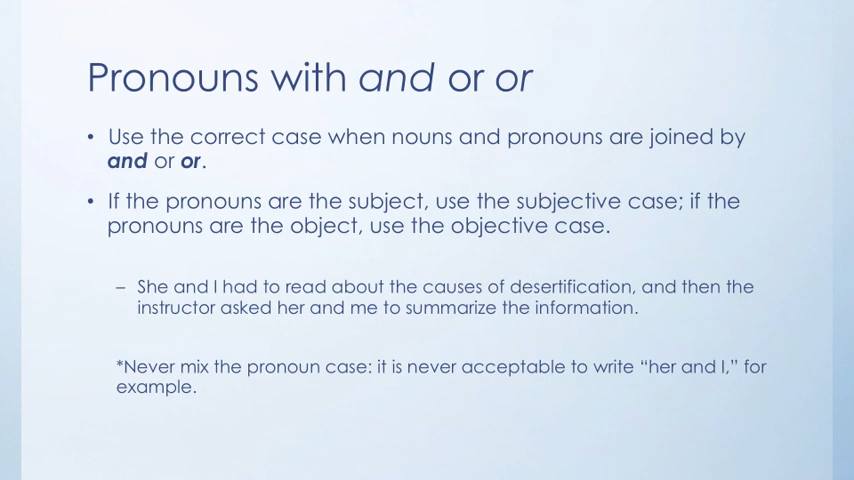 Pronouns with and or or
• Use the correct case when nouns and pronouns are joined by
and or or.
• If the pronouns are the subject, use the subjective case; if the
pronouns are the object, use the objective case.
– She and I had to read about the causes of desertification, and then the
instructor asked her and me to summarize the information.
*Never mix the pronoun case: it is never acceptable to write “her and I,” for
example.